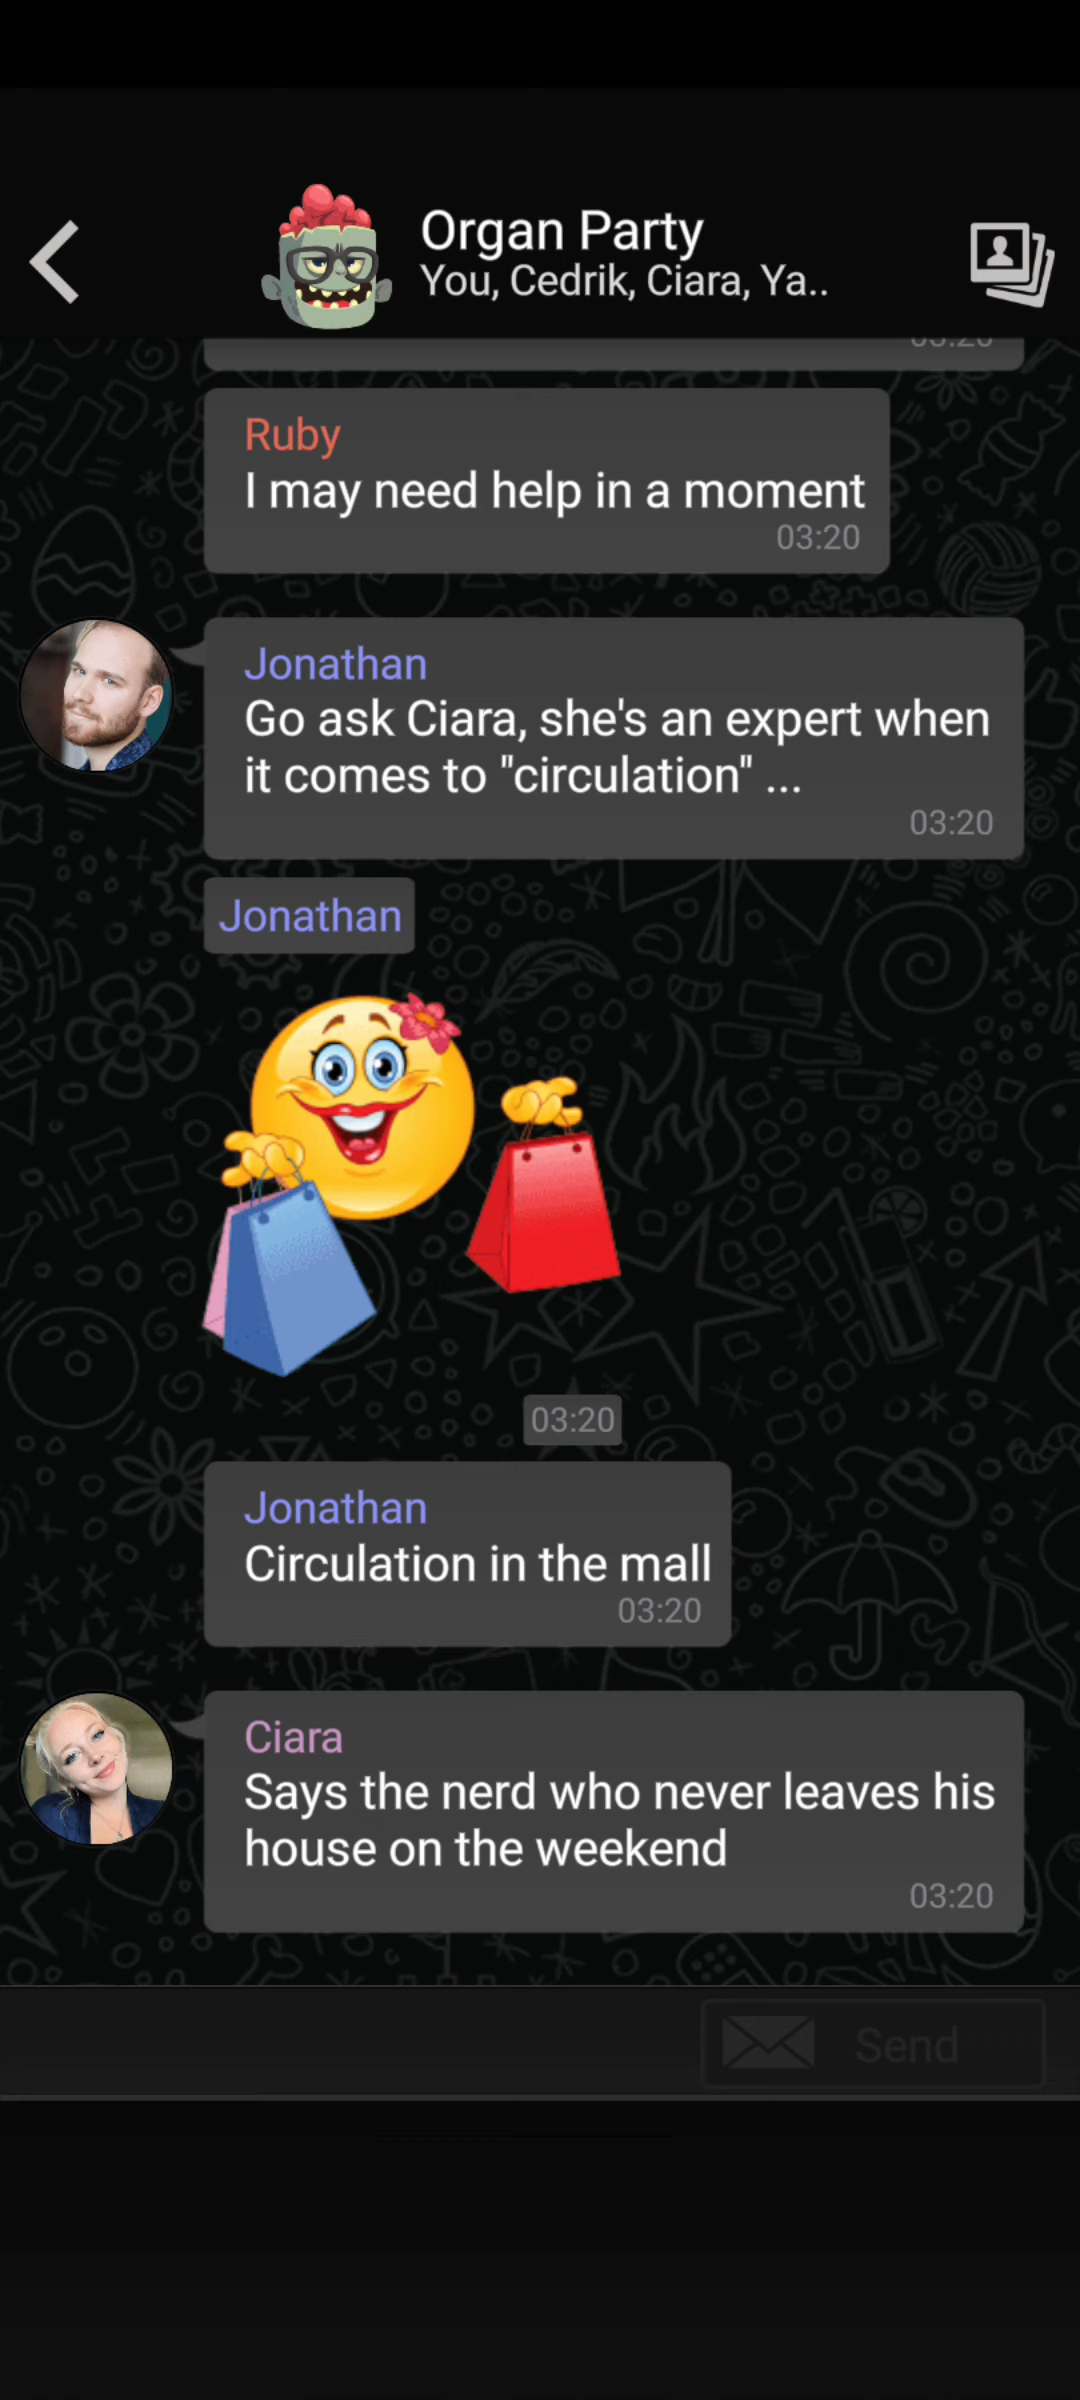 Organ Party
You, Cedrik, Ciara, Ya..
03:20
Ruby
I may need help in a moment
03:20
Jonathan
Go ask Ciara, she's an expert when
it comes to "circulation" ...
03:20
Jonathan
03:20
Jonathan
Circulation in the mall
03:20
Ciara
Says the nerd who never leaves his
house on the weekend
03:20
Send